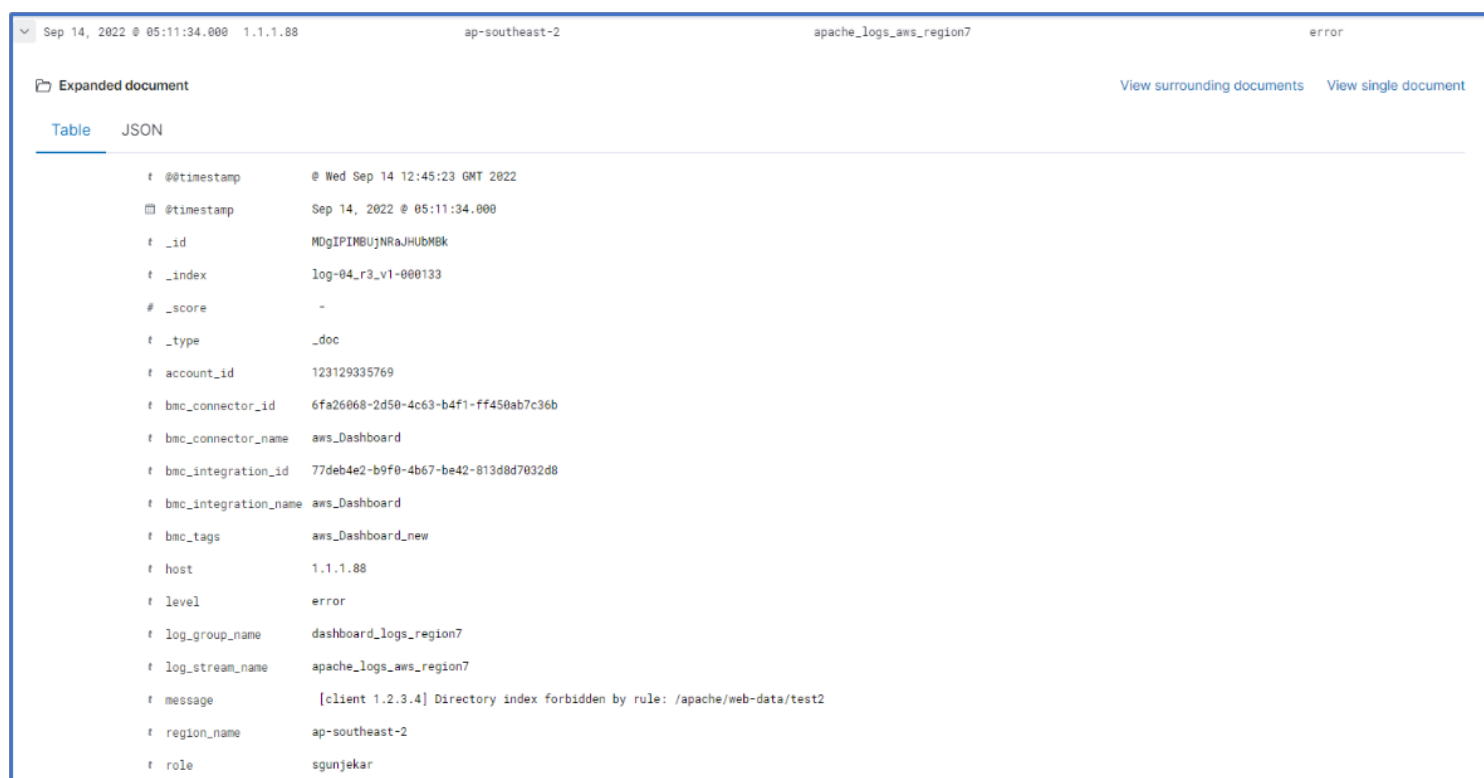 Sep 14, 2022 @ 05:11:34.000 1.1.1.88 ap-southeast-2 apache_logs_aws_region7 error
Expanded document View surrounding documents View single document
Table JSON
t @@timestamp @ Wed Sep 14 12:45:23 GMT 2022
@timestamp Sep 14, 2022 @ 05:11:34.000
t _id MDgIPIMBUjNRaJHUbMBk
t _index log-04_r3_v1-000133
# _score -
t _type _doc
t account_id 123129335769
t bmc_connector_id 6fa26068-2d50-4c63-b4f1-ff450ab7c36b
t bmc_connector_name aws_Dashboard
t bmc_integration_id 77deb4e2-b9f0-4b67-be42-813d8d7032d8
t bmc_integration_name aws_Dashboard
t bmc_tags aws_Dashboard_new
t host 1.1.1.88
t level error
t log_group_name dashboard_logs_region7
t log_stream_name apache_logs_aws_region7
t message [client 1.2.3.4] Directory index forbidden by rule: /apache/web-data/test2
t region_name ap-southeast-2
t role sgunjekar